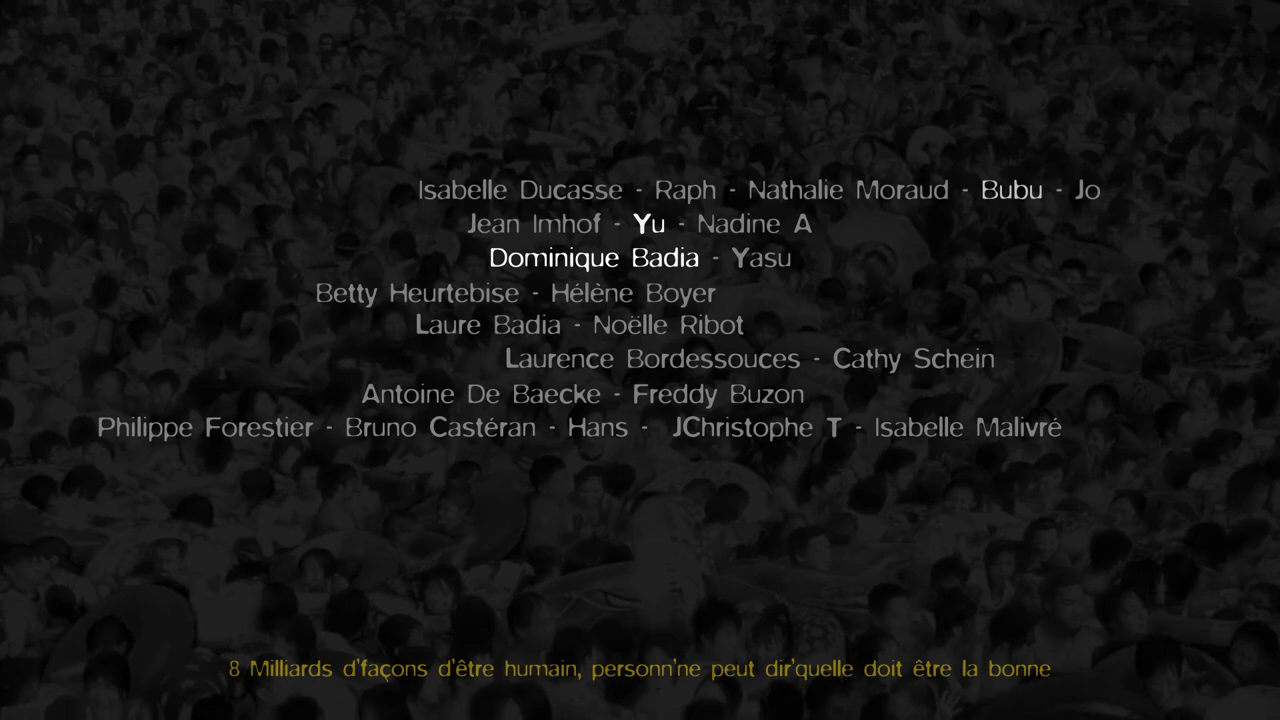 Isabelle Ducasse - Raph - Nathalie Moraud - Bubu - Jo
Jean Imhof - Yu - Nadine A
Dominique Badia - Yasu
Betty Heurtebise - Hélène Boyer
Laure Badia - Noëlle Ribot
Laurence Bordessouces - Cathy Schein
Antoine De Baecke - Freddy Buzon
Philippe Forestier - Bruno Castéran - Hans - JChristophe T - Isabelle Malivré
8 Milliards d'façons d'être humain, personn'ne peut dir'quelle doit être la bonne